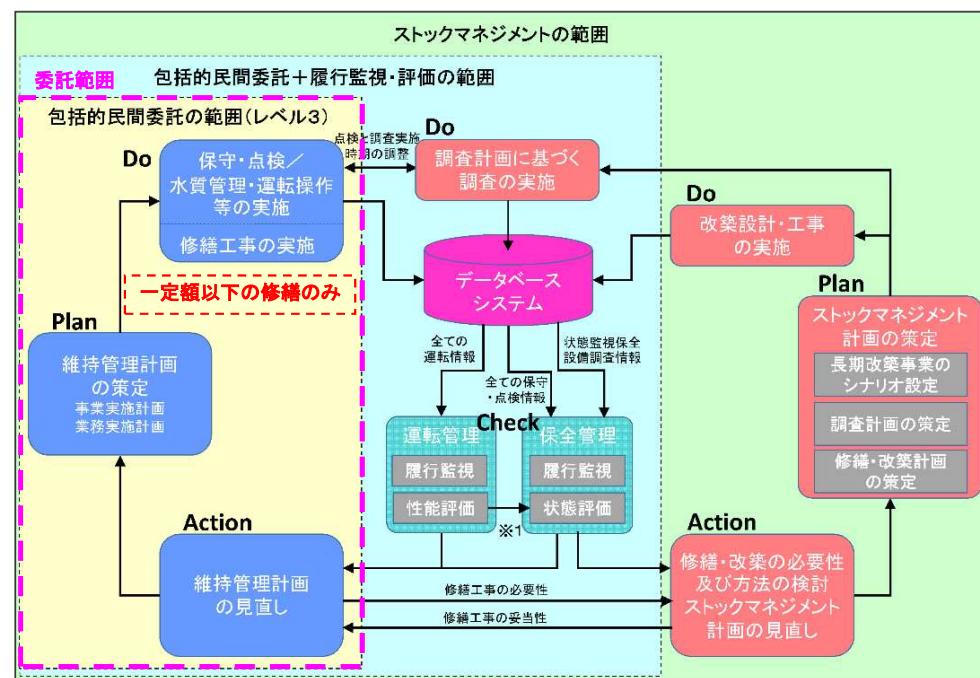 ストックマネジメントの範囲
委託範囲
包括的民間委託＋履行監視・評価の範囲
包括的民間委託の範囲（レベル3）
Do
保守・点検／
水質管理・運転操作
等の実施
修繕工事の実施
点検と調査実施
時期の調整
Do
調査計画に基づく
調査の実施
Do
改築設計・工事
の実施
一定額以下の修繕のみ
データベース
システム
Plan
維持管理計画
の策定
事業実施計画
業務実施計画
Plan
ストックマネジメント
計画の策定
長期改築事業の
シナリオ設定
調査計画の策定
修繕・改築計画
の策定
全ての
運転情報
全ての保守
・点検情報
状態監視保全
設備調査情報
Check
運転管理
履行監視
性能評価
保全管理
履行監視
状態評価
※1
Action
維持管理計画
の見直し
修繕工事の必要性
修繕工事の妥当性
Action
修繕・改築の必要性
及び方法の検討
ストックマネジメント
計画の見直し